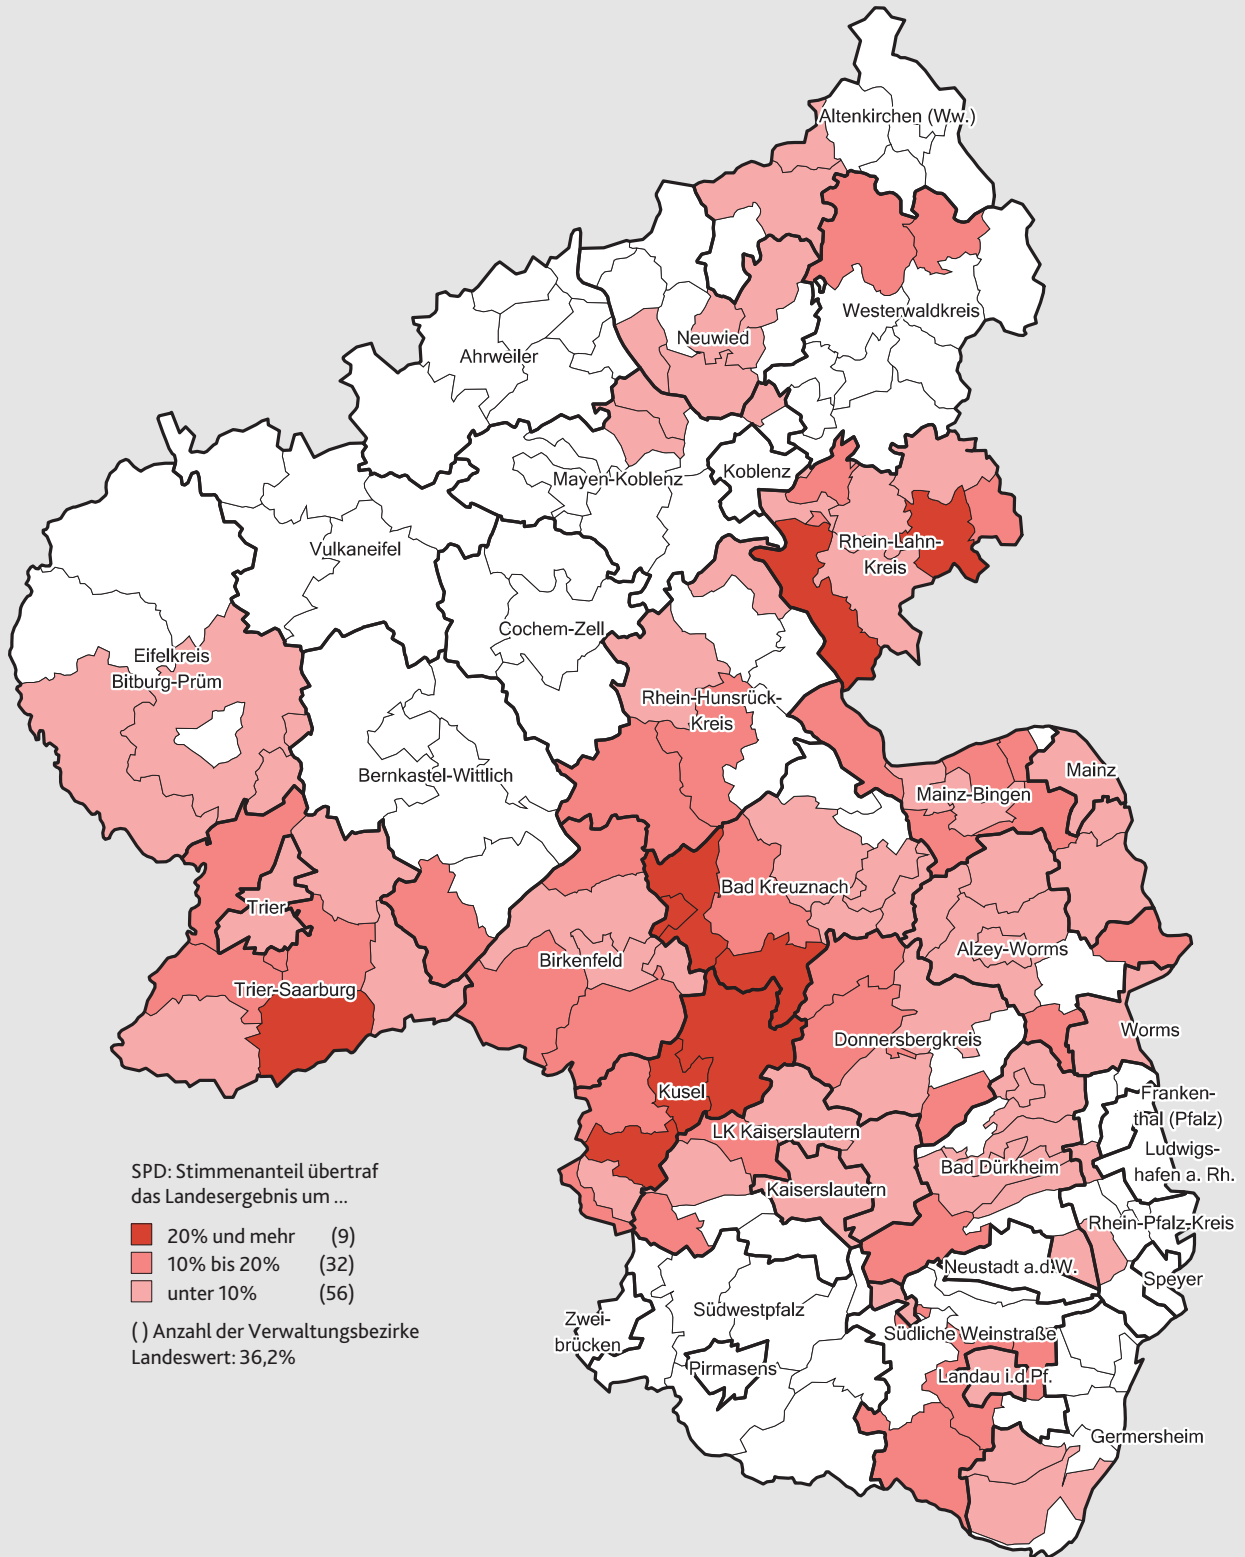 Altenkirchen (Ww.)
Westerwaldkreis
Neuwied
Ahrweiler
Mayen-Koblenz
Koblenz
Vulkaneifel
Rhein-Lahn-
Kreis
Cochem-Zell
Eifelkreis
Bitburg-Prüm
Rhein-Hunsrück-
Kreis
Bernkastel-Wittlich
Mainz
Mainz-Bingen
Bad Kreuznach
Trier
Alzey-Worms
Birkenfeld
Trier-Saarburg
Worms
Donnersbergkreis
Kusel
Franken-
thal (Pfalz)
LK Kaiserslautern
Ludwigs-
hafen a. Rh.
Bad Dürkheim
Kaiserslautern
Rhein-Pfalz-Kreis
Neustadt a.d.W.
Speyer
Südwestpfalz
Zwei-
brücken
Südliche Weinstraße
Pirmasens
Landau i.d.Pf.
Germersheim
SPD: Stimmenanteil übertraf
das Landesergebnis um ...
20% und mehr (9)
10% bis 20% (32)
unter 10% (56)
( ) Anzahl der Verwaltungsbezirke
Landeswert: 36,2%